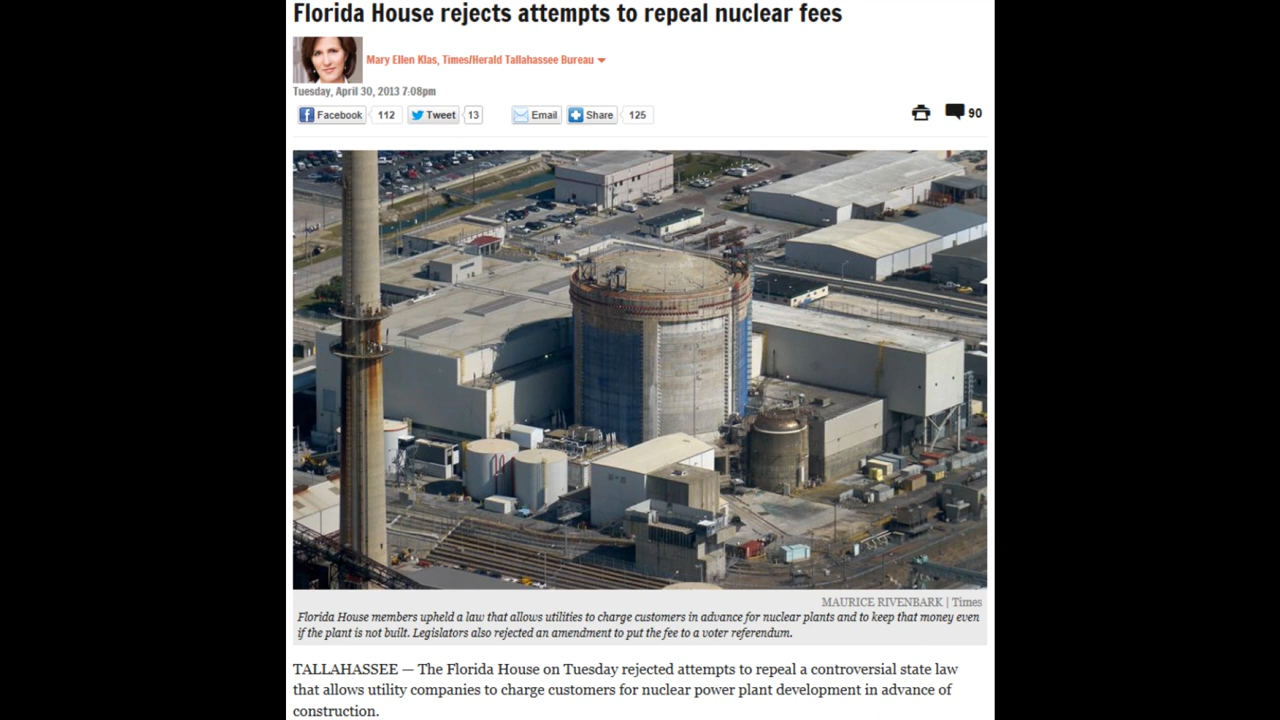 Florida House rejects attempts to repeal nuclear fees
Mary Ellen Klas, Times/Herald Tallahassee Bureau
Tuesday, April 30, 2013 7:08pm
Facebook 112 Tweet 13 Email Share 125 90
MAURICE RIVENBARK | Times
Florida House members upheld a law that allows utilities to charge customers in advance for nuclear plants and to keep that money even
if the plant is not built. Legislators also rejected an amendment to put the fee to a voter referendum.
TALLAHASSEE — The Florida House on Tuesday rejected attempts to repeal a controversial state law
that allows utility companies to charge customers for nuclear power plant development in advance of
construction.